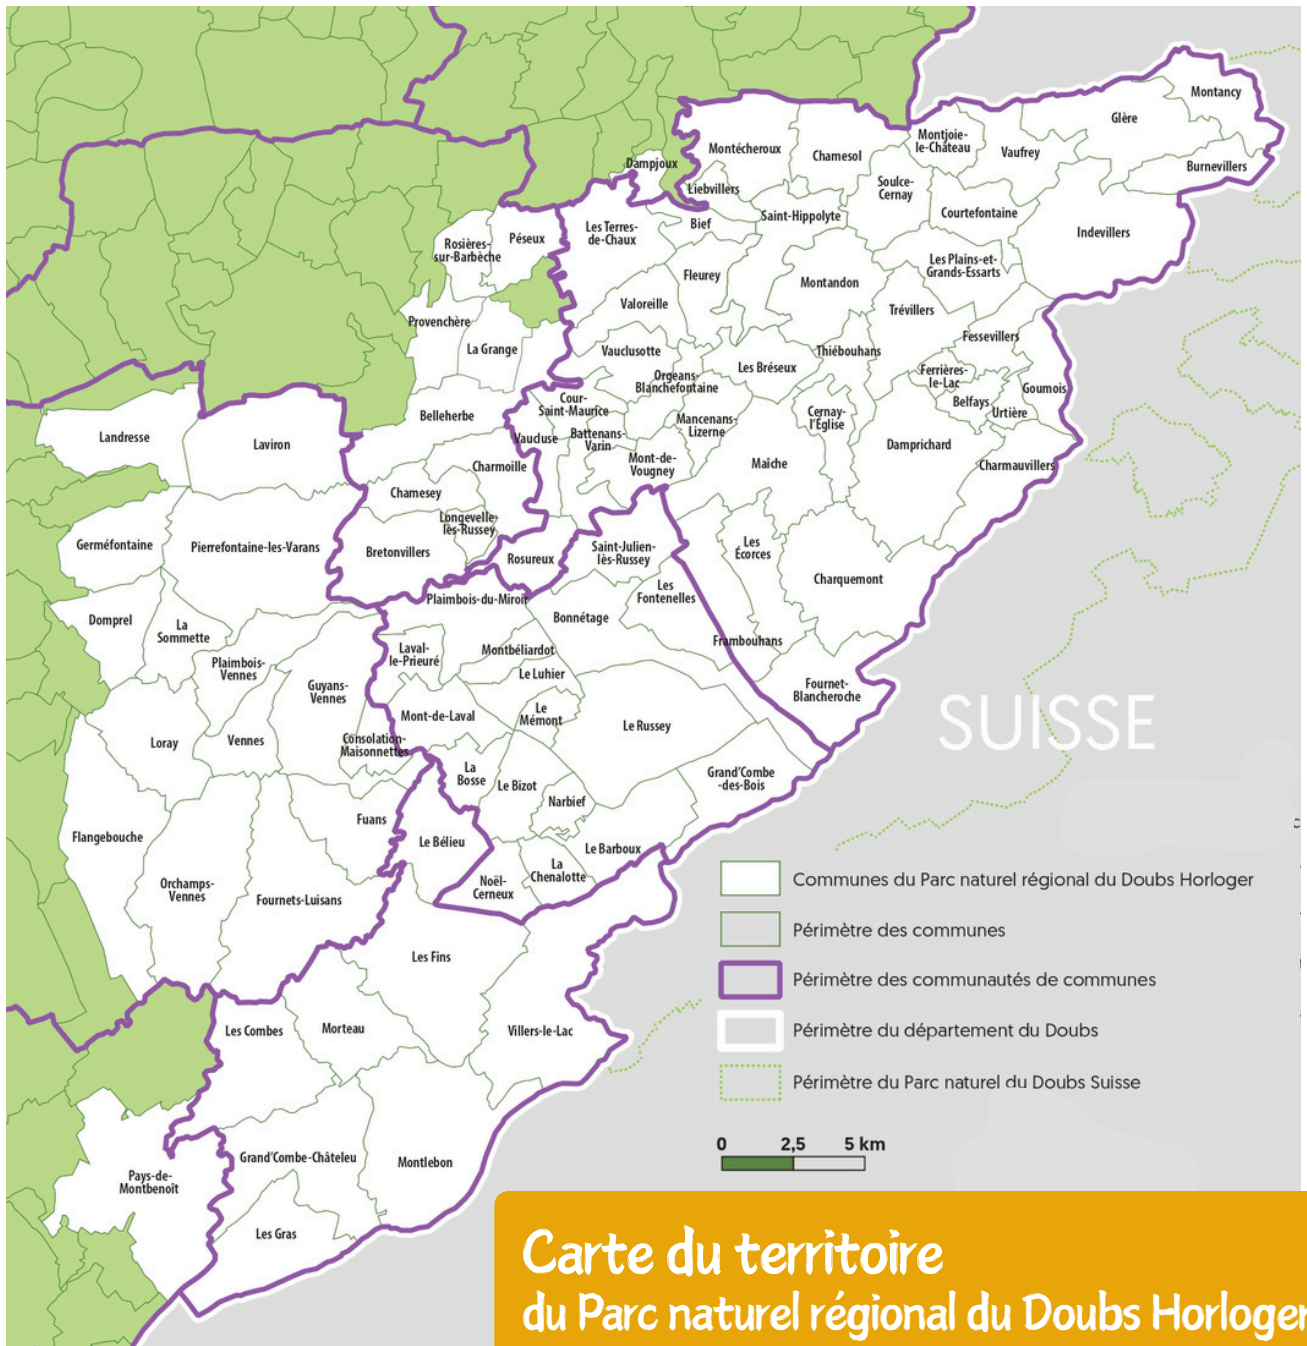 Montancy
Glère
Montjoie-
le-Château
Vaufrey
Burnevillers
Montécheroux
Chamesol
Dampjoux
Liebvillers
Soulce-
Cernay
Saint-Hippolyte
Courtefontaine
Indevillers
Bief
Les Terres-
de-Chaux
Rosières-
sur-Barbèche
Péseux
Fleurey
Montandon
Les Plains-et-
Grands-Essarts
Valoreille
Trévillers
Provenchère
La Grange
Vauclusotte
Thiébouhans
Fessevillers
Orgeans-
Blanchefontaine
Les Bréseux
Ferrières-
le-Lac
Goumois
Belfays
Urtière
Cour-
Saint-Maurice
Belleherbe
Mancenans-
Lizerne
Cernay-
l'Église
Landresse
Laviron
Vaucluse
Battenans-
Varin
Damprichard
Mont-de-
Vougney
Maîche
Charmauvillers
Charmoille
Chamesey
Longevelle-
lès-Russey
Germéfontaine
Pierrefontaine-les-Varans
Bretonvillers
Rosureux
Saint-Julien-
lès-Russey
Les
Écorces
Charquemont
Les
Fontenelles
Plaimbois-du-Miroir
Bonnétage
Domprel
La
Sommette
Frambouhans
Laval-
le-Prieuré
Montbéliardot
Plaimbois-
Vennes
Le Luhier
Guyans-
Vennes
Fournet-
Blancheroche
Mont-de-Laval
Le
Mémont
Le Russey
SUISSE
Loray
Vennes
Consolation-
Maisonnettes
La
Bosse
Le Bizot
Grand'Combe
-des-Bois
Narbief
Fuans
Flangebouche
Le Bélieu
Le Barboux
La
Chenalotte
Noël-
Cerneux
Orchamps-
Vennes
Fournets-Luisans
Les Fins
Les Combes
Morteau
Villers-le-Lac
Grand'Combe-Châteleu
Montlebon
Pays-de-
Montbenoît
Les Gras
Communes du Parc naturel régional du Doubs Horloger
Périmètre des communes
Périmètre des communautés de communes
Périmètre du département du Doubs
Périmètre du Parc naturel du Doubs Suisse
0 2,5 5 km
Carte du territoire
du Parc naturel régional du Doubs Horloger